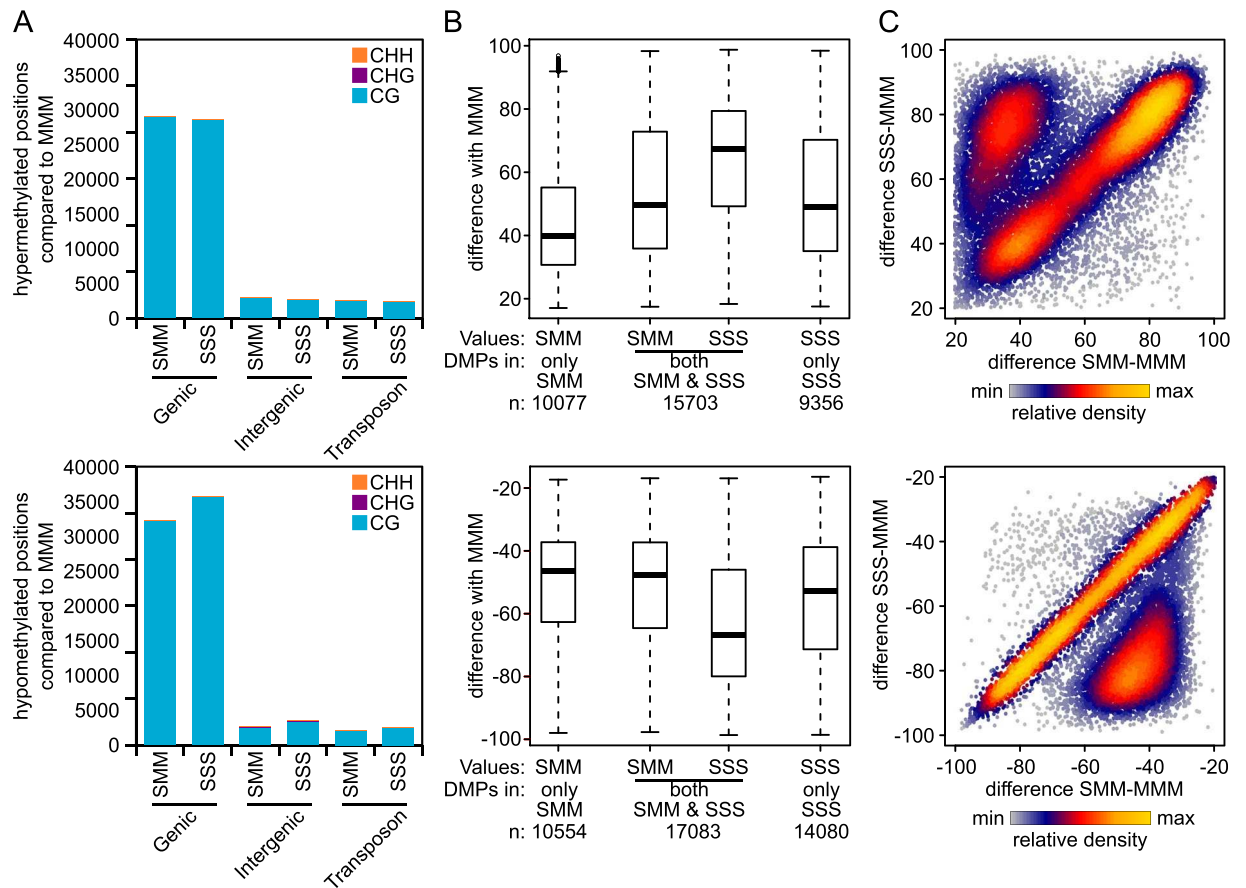 A
B
C
hypermethylated positions
compared to MMM
40000
35000
30000
25000
20000
15000
10000
5000
0
CHH
CHG
CG
SMM
SSS
SMM
SSS
SMM
SSS
Genic
Intergenic
Transposon
difference with MMM
100
80
60
40
20
Values: SMM SMM SSS SSS
DMPs in: only both only
SMM SMM & SSS SSS
n: 10077 15703 9356
difference SSS-MMM
100
80
60
40
20
20 40 60 80 100
difference SMM-MMM
min max
relative density
hypomethylated positions
compared to MMM
40000
35000
30000
25000
20000
15000
10000
5000
0
CHH
CHG
CG
SMM
SSS
SMM
SSS
SMM
SSS
Genic
Intergenic
Transposon
difference with MMM
-20
-40
-60
-80
-100
Values: SMM SMM SSS SSS
DMPs in: only both only
SMM SMM & SSS SSS
n: 10554 17083 14080
difference SSS-MMM
-20
-40
-60
-80
-100
-100 -80 -60 -40 -20
difference SMM-MMM
min max
relative density